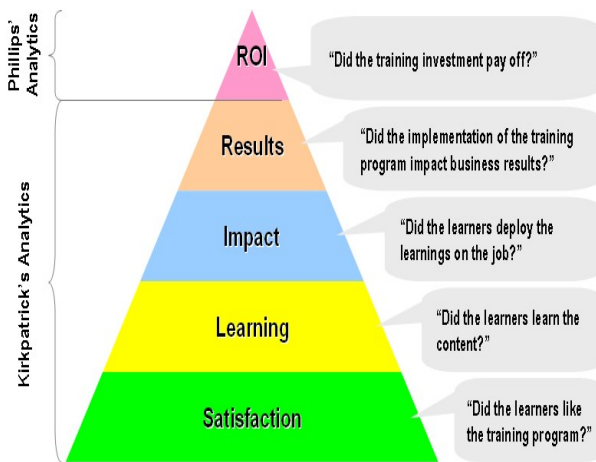 Phillips'
Analytics
ROI
“Did the training investment pay off?”
Kirkpatrick's Analytics
Results
“Did the implementation of the training
program impact business results?”
Impact
“Did the learners deploy the
learnings on the job?”
Learning
“Did the learners learn the
content?”
Satisfaction
“Did the learners like
the training program?”